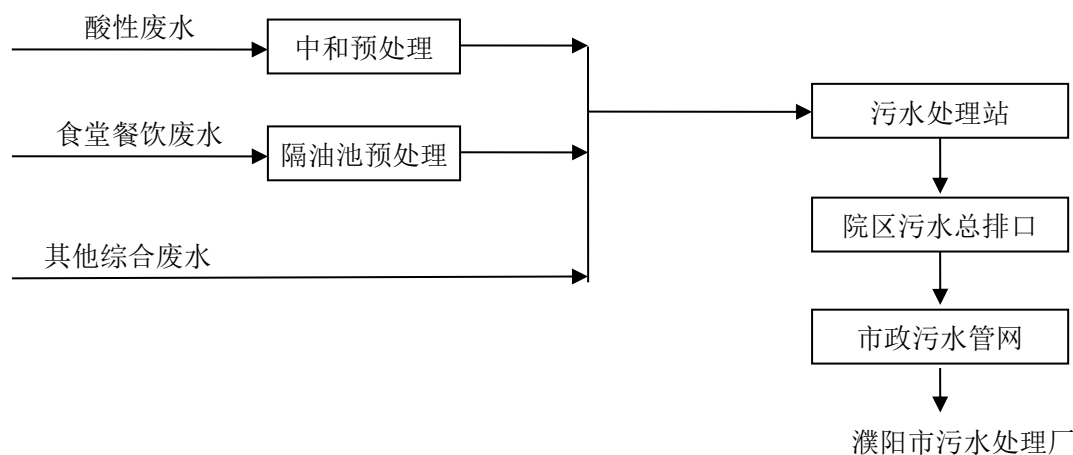 酸性废水
中和预处理
污水处理站
食堂餐饮废水
隔油池预处理
院区污水总排口
其他综合废水
市政污水管网
濮阳市污水处理厂